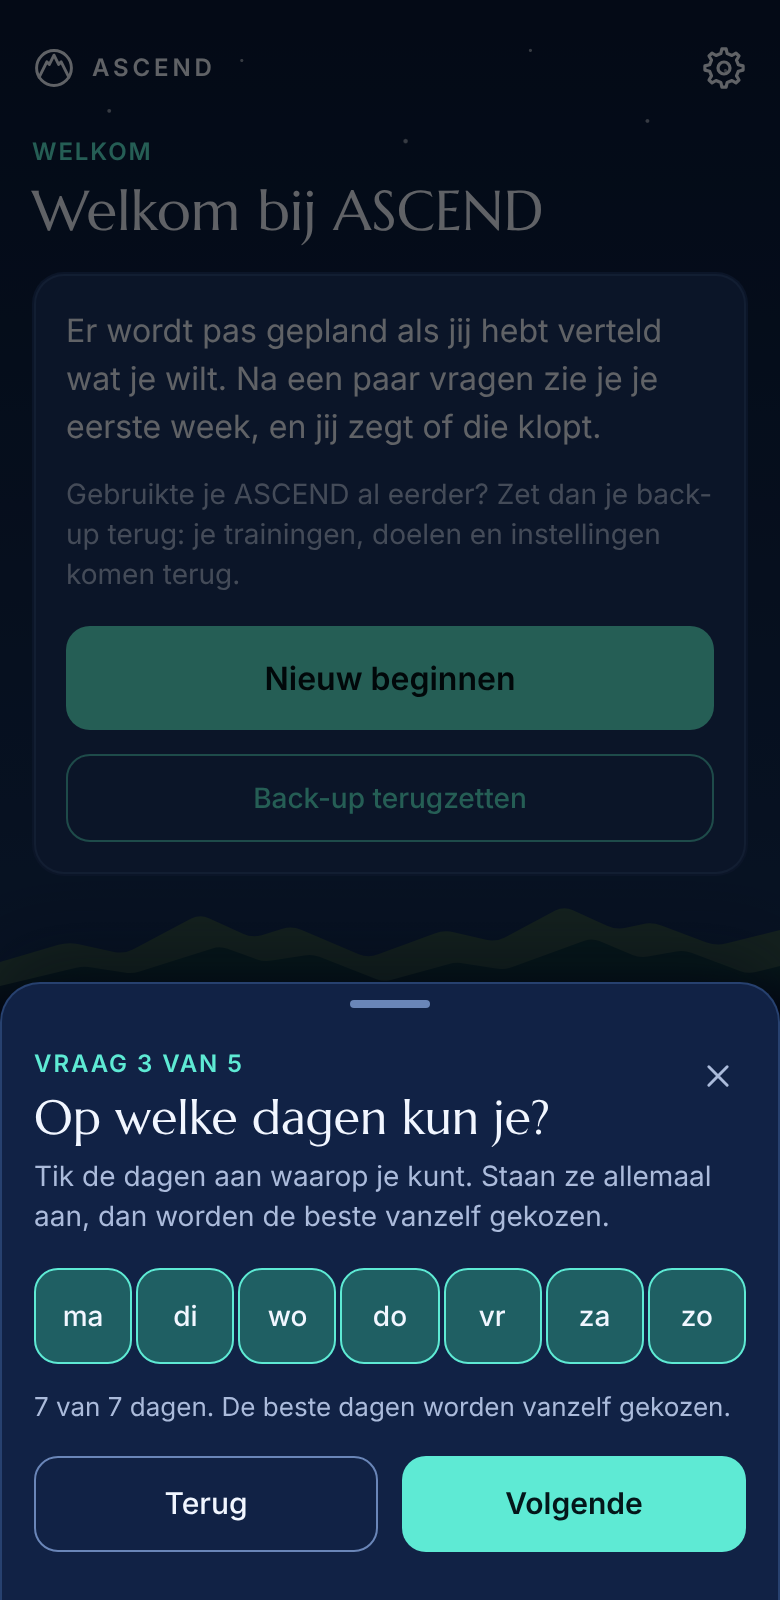 ASCEND
WELKOM
Welkom bij ASCEND
Er wordt pas gepland als jij hebt verteld
wat je wilt. Na een paar vragen zie je je
eerste week, en jij zegt of die klopt.
Gebruikte je ASCEND al eerder? Zet dan je back-
up terug: je trainingen, doelen en instellingen
komen terug.
Nieuw beginnen
Back-up terugzetten
VRAAG 3 VAN 5
Op welke dagen kun je?
Tik de dagen aan waarop je kunt. Staan ze allemaal
aan, dan worden de beste vanzelf gekozen.
ma di wo do vr za zo
7 van 7 dagen. De beste dagen worden vanzelf gekozen.
Terug Volgende